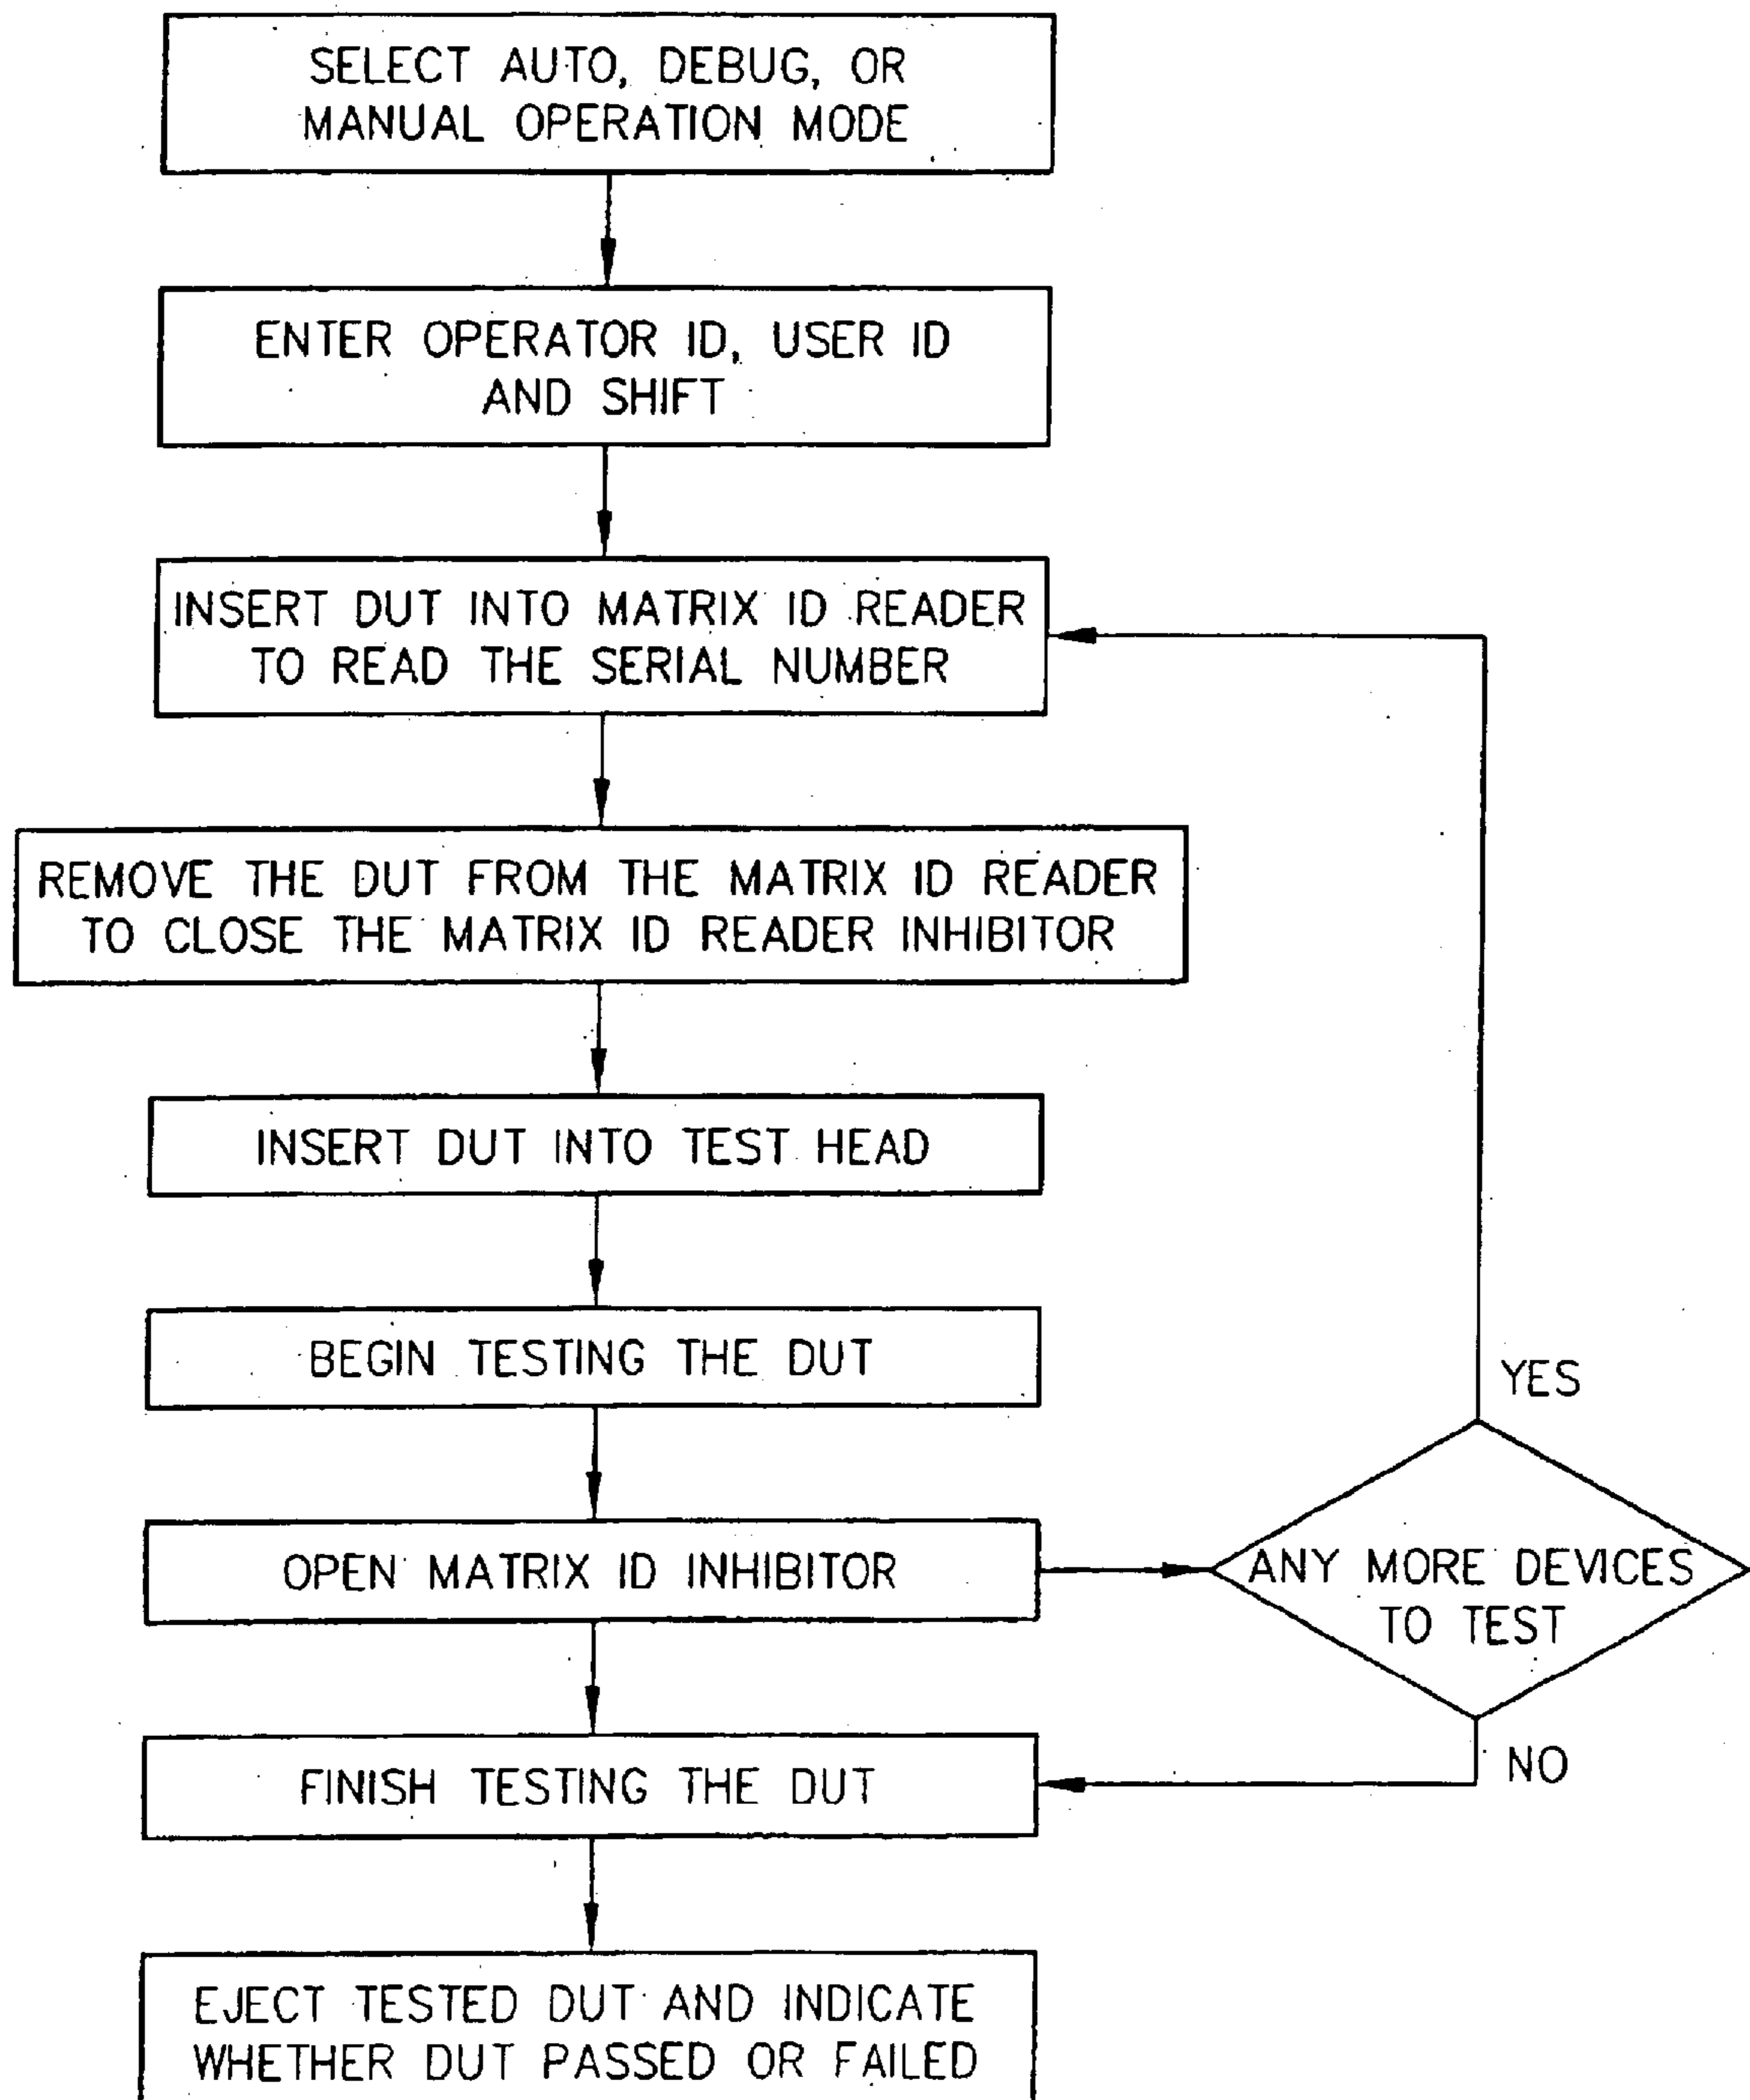 SELECT AUTO, DEBUG, OR
MANUAL OPERATION MODE
ENTER OPERATOR ID, USER ID
AND SHIFT
INSERT DUT INTO MATRIX ID READER
TO READ THE SERIAL NUMBER
REMOVE THE DUT FROM THE MATRIX ID READER
TO CLOSE THE MATRIX ID READER INHIBITOR
INSERT DUT INTO TEST HEAD
BEGIN TESTING THE DUT
YES
OPEN MATRIX ID INHIBITOR
ANY MORE DEVICES
TO TEST
FINISH TESTING THE DUT
NO
EJECT TESTED DUT AND INDICATE
WHETHER DUT PASSED OR FAILED